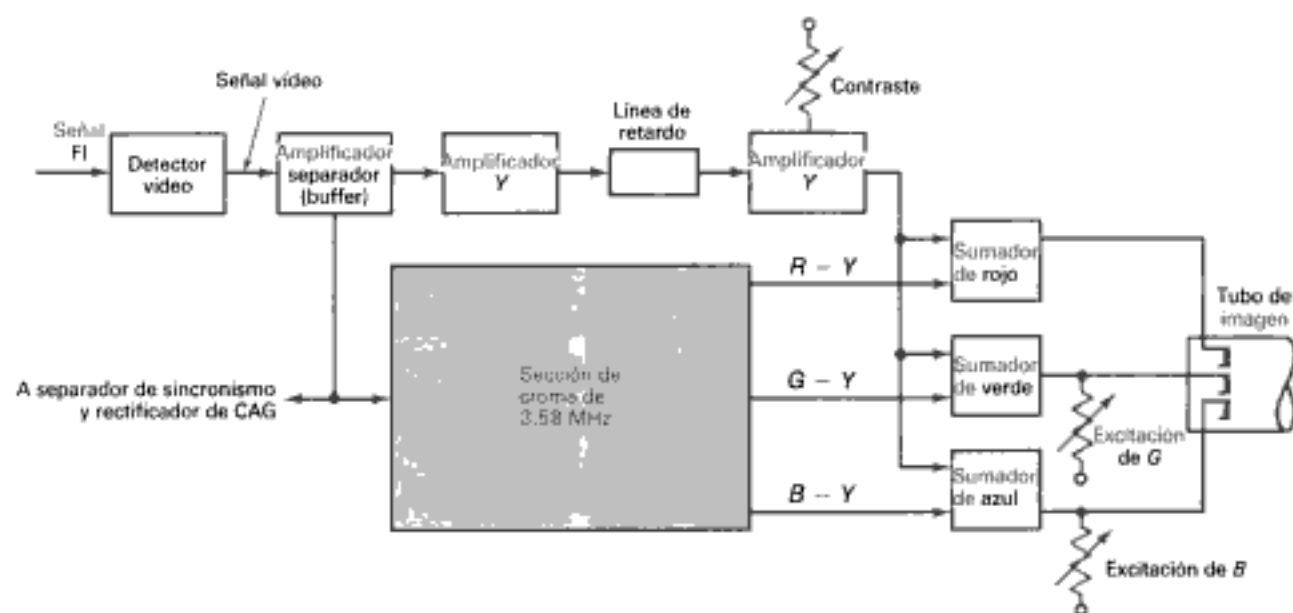 Señal vídeo
Contraste
Línea de
retardo
Señal
FI
Detector
vídeo
Amplificador
separador
(buffer)
Amplificador
Y
Amplificador
Y
R – Y
Sumador
de rojo
Tubo de
imagen
A separador de sincronismo
y rectificador de CAG
Sección de
croma de
3.58 MHz
G – Y
Sumador
de verde
Excitación
de G
B – Y
Sumador
de azul
Excitación de B